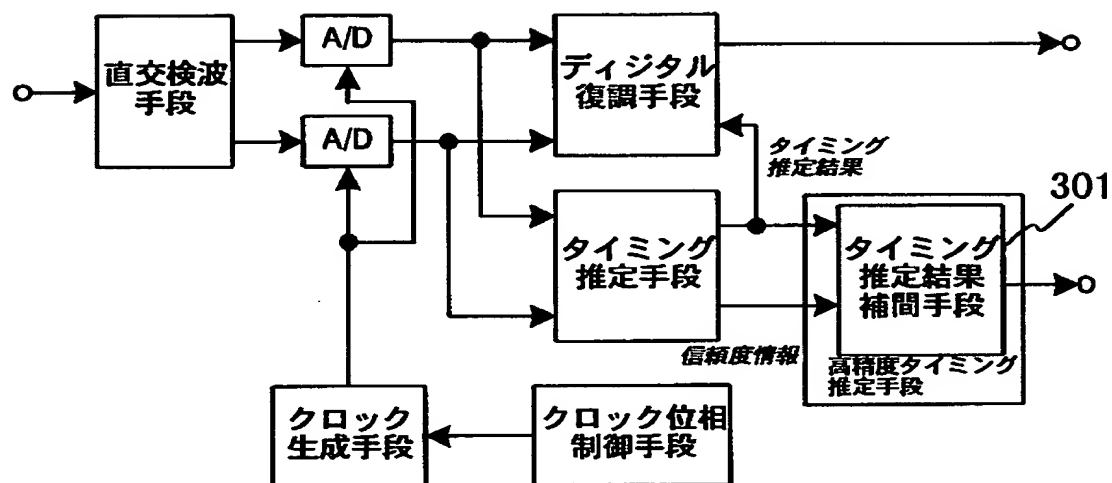 直交検波
手段
A/D
A/D
ディジタル
復調手段
タイミング
推定結果
タイミング
推定手段
信頼度情報
301
タイミング
推定結果
補間手段
高精度タイミング
推定手段
クロック
生成手段
クロック位相
制御手段